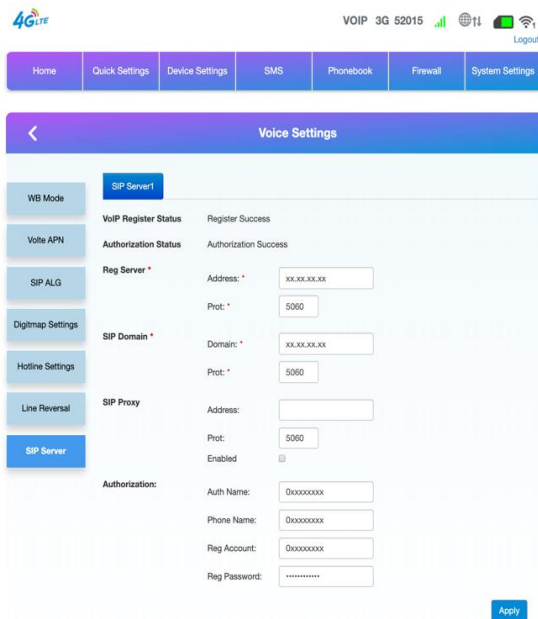 4G LTE
VOIP 3G 52015
1
Logout
Home Quick Settings Device Settings SMS Phonebook Firewall System Settings
Voice Settings
SIP Server1
WB Mode
Volte APN
SIP ALG
Digitmap Settings
Hotline Settings
Line Reversal
SIP Server
VoIP Register Status Register Success
Authorization Status Authorization Success
Reg Server * Address: * xx.xx.xx.xx
Prot: * 5060
SIP Domain * Domain: * xx.xx.xx.xx
Prot: * 5060
SIP Proxy Address:
Prot: 5060
Enabled
Authorization: Auth Name: 0xxxxxxxx
Phone Name: 0xxxxxxxx
Reg Account: 0xxxxxxxx
Reg Password: ••••••••••••
Apply